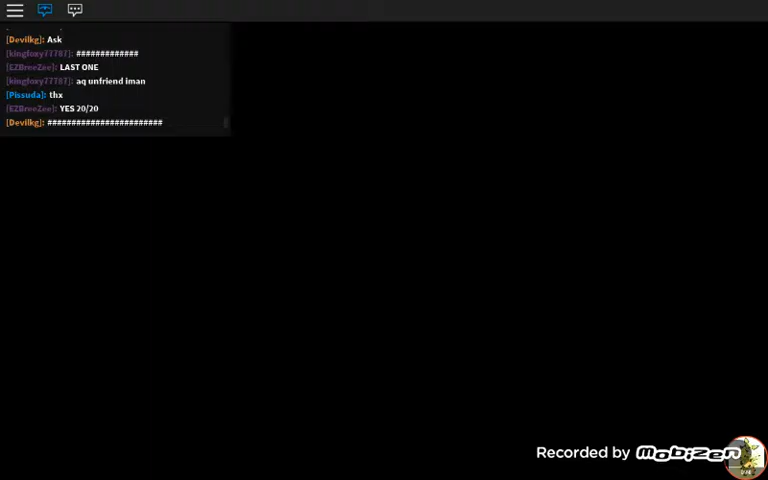 [Devilkg]: Ask
[kingfoxy77787]: #############
[EZBreeZee]: LAST ONE
[kingfoxy77787]: aq unfriend iman
[Pissuda]: thx
[EZBreeZee]: YES 20/20
[Devilkg]: ########################
Recorded by MobiZen